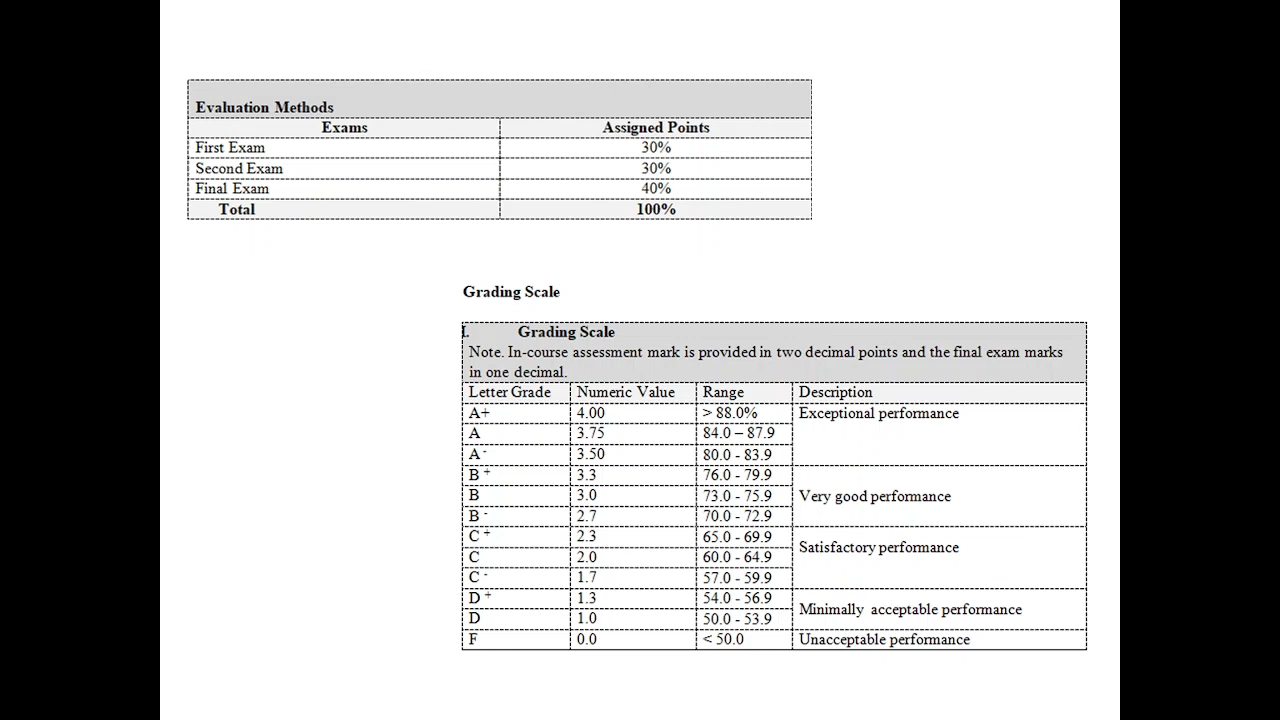 Evaluation Methods
Exams Assigned Points
First Exam 30%
Second Exam 30%
Final Exam 40%
Total 100%
Grading Scale
I. Grading Scale
Note. In-course assessment mark is provided in two decimal points and the final exam marks
in one decimal.
Letter Grade Numeric Value Range Description
A+ 4.00 > 88.0% Exceptional performance
A 3.75 84.0 – 87.9
A - 3.50 80.0 - 83.9
B + 3.3 76.0 - 79.9
B 3.0 73.0 - 75.9 Very good performance
B - 2.7 70.0 - 72.9
C + 2.3 65.0 - 69.9
C 2.0 60.0 - 64.9 Satisfactory performance
C - 1.7 57.0 - 59.9
D + 1.3 54.0 - 56.9 Minimally acceptable performance
D 1.0 50.0 - 53.9
F 0.0 < 50.0 Unacceptable performance